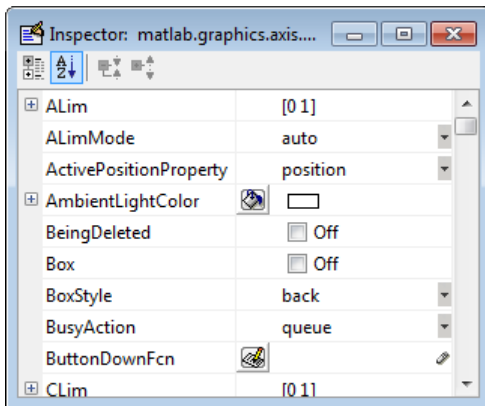 Inspector: matlab.graphics.axis....
A Z
ALim [0 1]
ALimMode auto
ActivePositionProperty position
AmbientLightColor
BeingDeleted Off
Box Off
BoxStyle back
BusyAction queue
ButtonDownFcn
CLim [0 1]